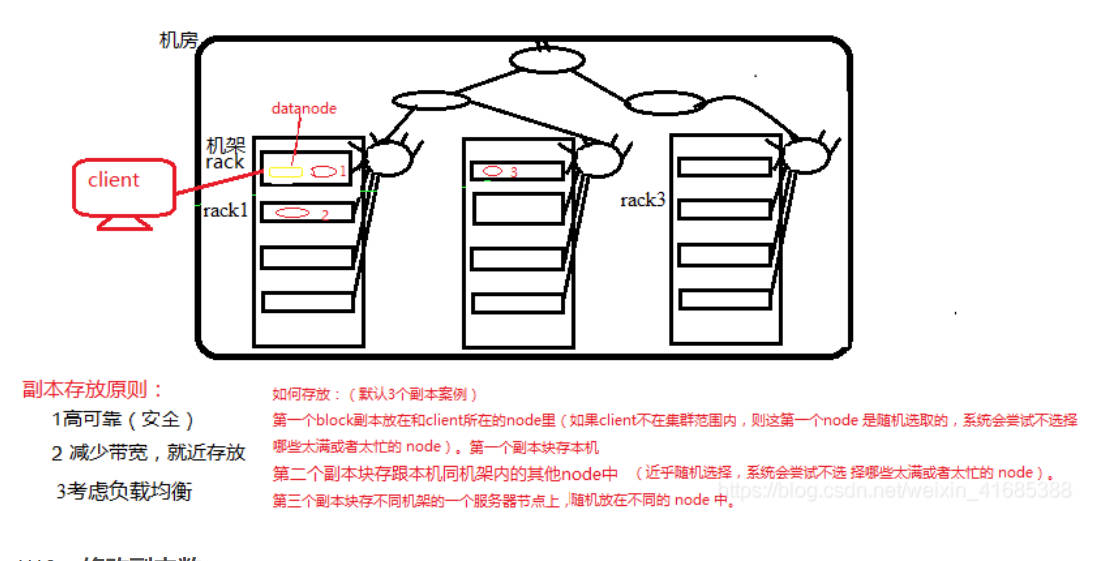 机房
datanode
机架
rack
1
client
3
rack1
2
rack3
副本存放原则：
1高可靠（安全）
2 减少带宽，就近存放
3考虑负载均衡
如何存放：（默认3个副本案例）
第一个block副本放在和client所在的node里（如果client不在集群范围内，则这第一个node 是随机选取的，系统会尝试不选择
哪些太满或者太忙的 node）。第一个副本块存本机
第二个副本块存跟本机同机架内的其他node中 （近乎随机选择，系统会尝试不选 择哪些太满或者太忙的 node）。
第三个副本块存不同机架的一个服务器节点上，随机放在不同的 node 中。
https://blog.csdn.net/weixin_41685388